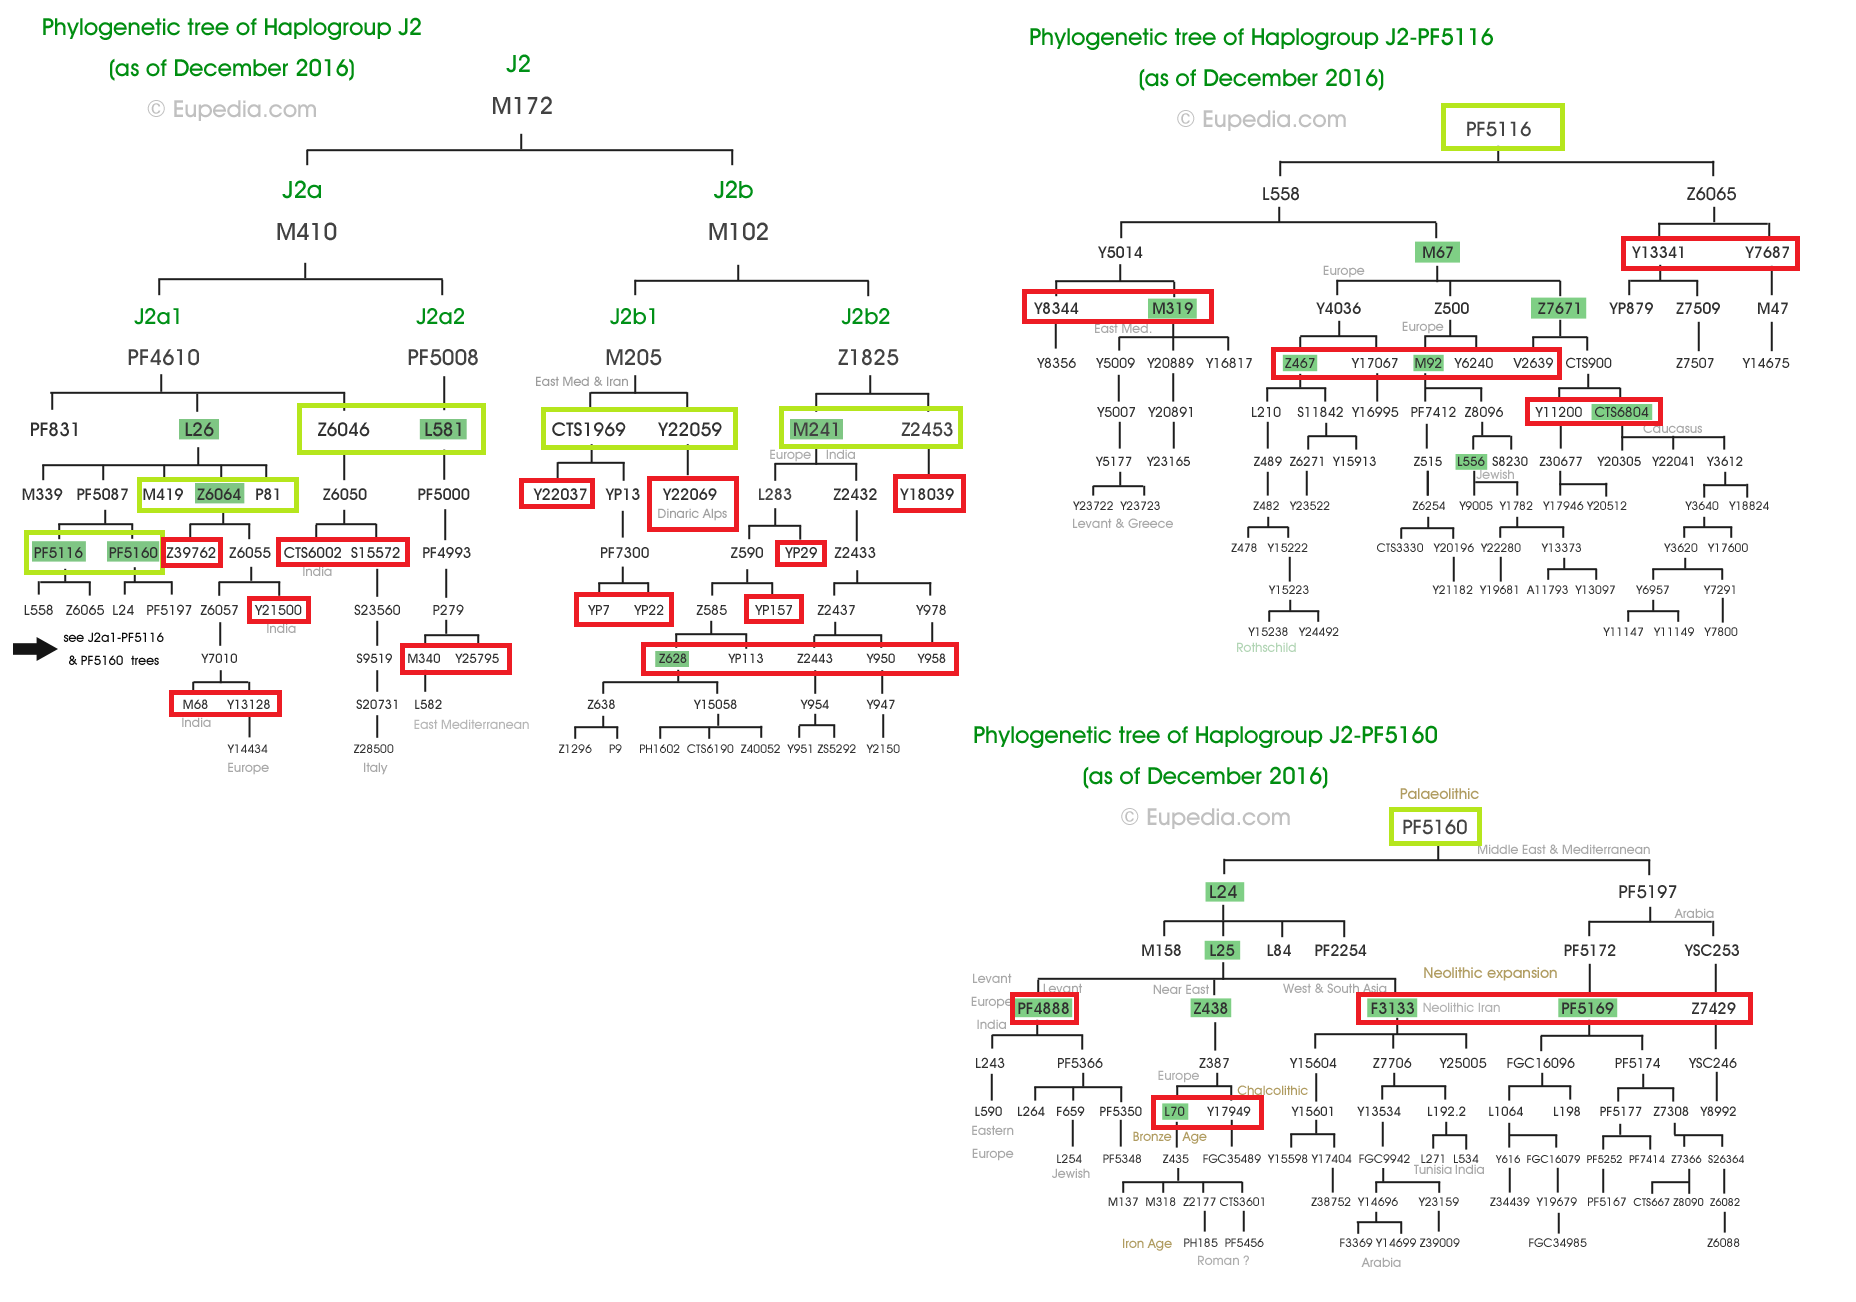 Phylogenetic tree of Haplogroup J2
(as of December 2016)
© Eupedia.com
J2
M172
J2a J2b
M410 M102
J2a1 J2a2 J2b1 J2b2
PF4610 PF5008 M205 Z1825
East Med & Iran
PF831 L26 Z6046 L581 CTS1969 Y22059 M241 Z2453
Europe India
M339 PF5087 M419 Z6064 P81 Z6050 PF5000 Y22037 YP13 Y22069 L283 Z2432 Y18039
Dinaric Alps
PF5116 PF5160 Z39762 Z6055 CTS6002 S15572 PF4993 PF7300 Z590 YP29 Z2433
India
L558 Z6065 L24 PF5197 Z6057 Y21500 S23560 P279 YP7 YP22 Z585 YP157 Z2437 Y978
India
see J2a1-PF5116
& PF5160 trees
Y7010 S9519 M340 Y25795 Z628 YP113 Z2443 Y950 Y958
M68 Y13128 S20731 L582 Z638 Y15058 Y954 Y947
India East Mediterranean
Y14434 Z28500 Z1296 P9 PH1602 CTS6190 Z40052 Y951 ZS5292 Y2150
Europe Italy
Phylogenetic tree of Haplogroup J2-PF5116
(as of December 2016)
© Eupedia.com
PF5116
L558 Z6065
Y5014 M67 Y13341 Y7687
Europe
Y8344 M319 Y4036 Z500 Z7671 YP879 Z7509 M47
East Med. Europe
Y8356 Y5009 Y20889 Y16817 Z467 Y17067 M92 Y6240 V2639 CTS900 Z7507 Y14675
Y5007 Y20891 L210 S11842 Y16995 PF7412 Z8096 Y11200 CTS6804
Caucasus
Y5177 Y23165 Z489 Z6271 Y15913 Z515 L556 S8230 Z30677 Y20305 Y22041 Y3612
Jewish
Y23722 Y23723 Z482 Y23522 Z6254 Y9005 Y1782 Y17946 Y20512 Y3640 Y18824
Levant & Greece
Z478 Y15222 CTS3330 Y20196 Y22280 Y13373 Y3620 Y17600
Y15223 Y21182 Y19681 A11793 Y13097 Y6957 Y7291
Y15238 Y24492 Y11147 Y11149 Y7800
Rothschild
Phylogenetic tree of Haplogroup J2-PF5160
(as of December 2016)
© Eupedia.com
Palaeolithic
PF5160
Middle East & Mediterranean
L24 PF5197
Arabia
M158 L25 L84 PF2254 PF5172 YSC253
Neolithic expansion
Levant Levant Near East West & South Asia
Europe PF4888 Z438 F3133 Neolithic Iran PF5169 Z7429
India
L243 PF5366 Z387 Y15604 Z7706 Y25005 FGC16096 PF5174 YSC246
Europe Chalcolithic
L590 L264 F659 PF5350 L70 Y17949 Y15601 Y13534 L192.2 L1064 L198 PF5177 Z7308 Y8992
Eastern Bronze Age
Europe L254 PF5348 Z435 FGC35489 Y15598 Y17404 FGC9942 L271 L534 Y616 FGC16079 PF5252 PF7414 Z7366 S26364
Jewish Tunisia India
M137 M318 Z2177 CTS3601 Z38752 Y14696 Y23159 Z34439 Y19679 PF5167 CTS667 Z8090 Z6082
Iron Age PH185 PF5456 F3369 Y14699 Z39009 FGC34985 Z6088
Roman ? Arabia